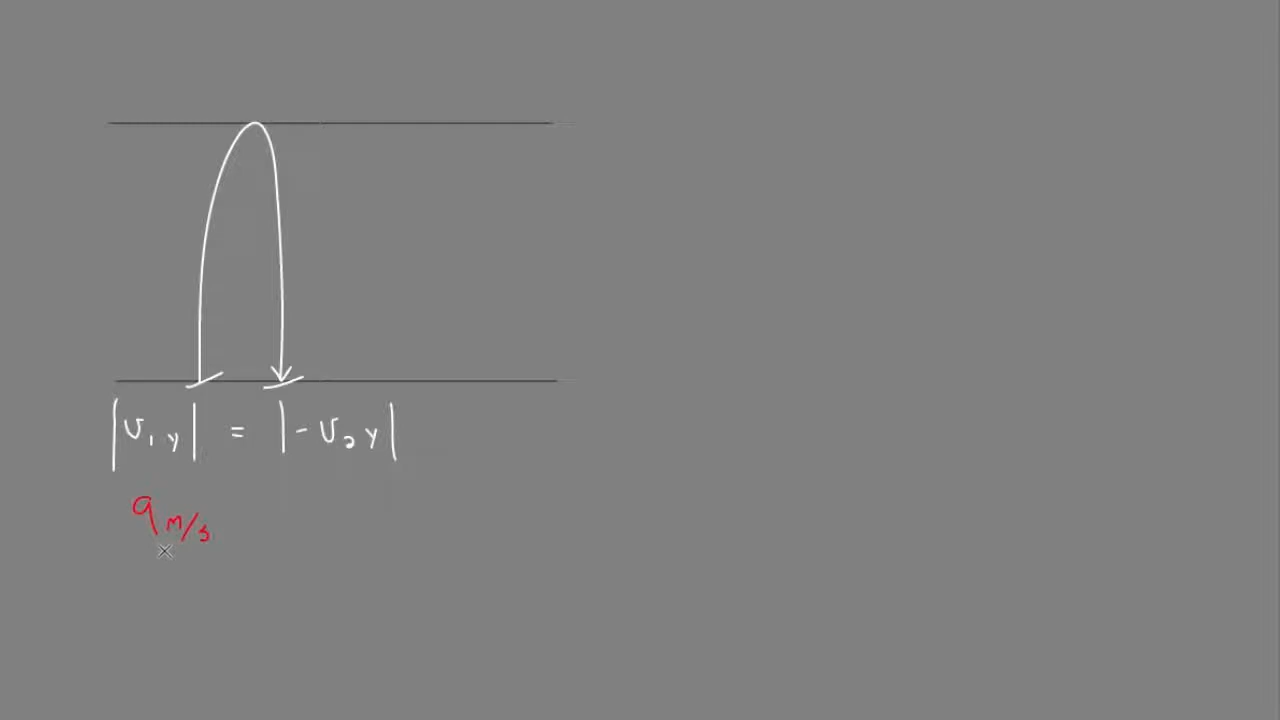 |v₁y| = |-v₂y|
9 m/s